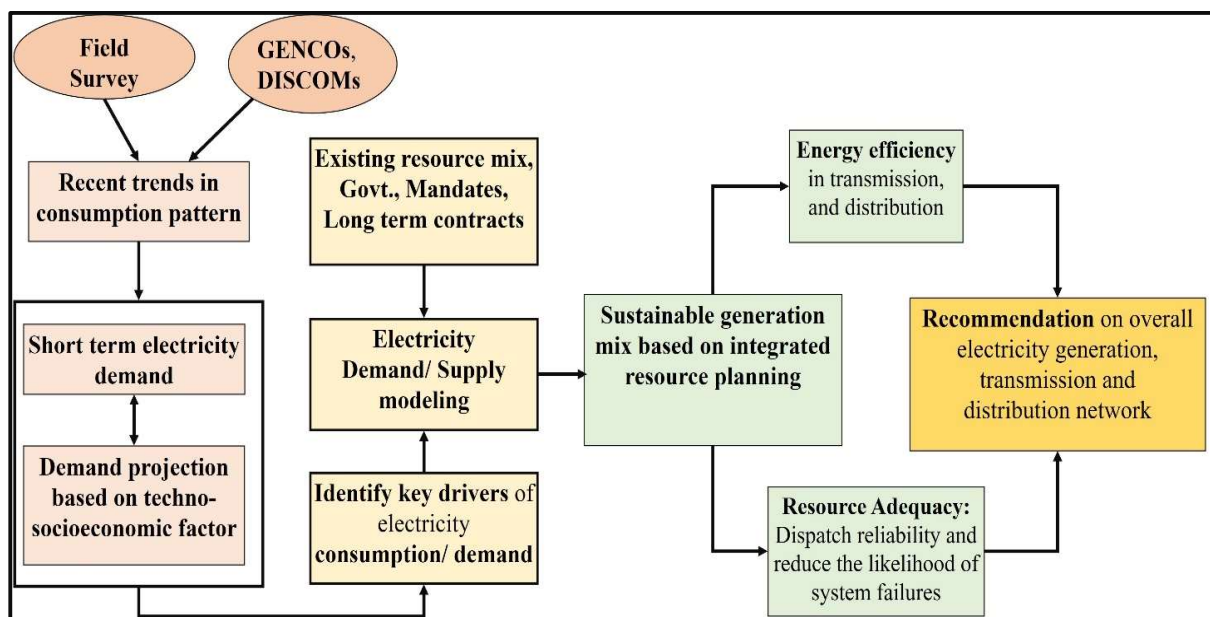 Field
Survey
GENCOs,
DISCOMs
Recent trends in
consumption pattern
Short term electricity
demand
Demand projection
based on techno-
socioeconomic factor
Existing resource mix,
Govt., Mandates,
Long term contracts
Electricity
Demand/ Supply
modeling
Identify key drivers of
electricity
consumption/ demand
Sustainable generation
mix based on integrated
resource planning
Energy efficiency
in transmission,
and distribution
Resource Adequacy:
Dispatch reliability and
reduce the likelihood of
system failures
Recommendation on overall
electricity generation,
transmission and
distribution network